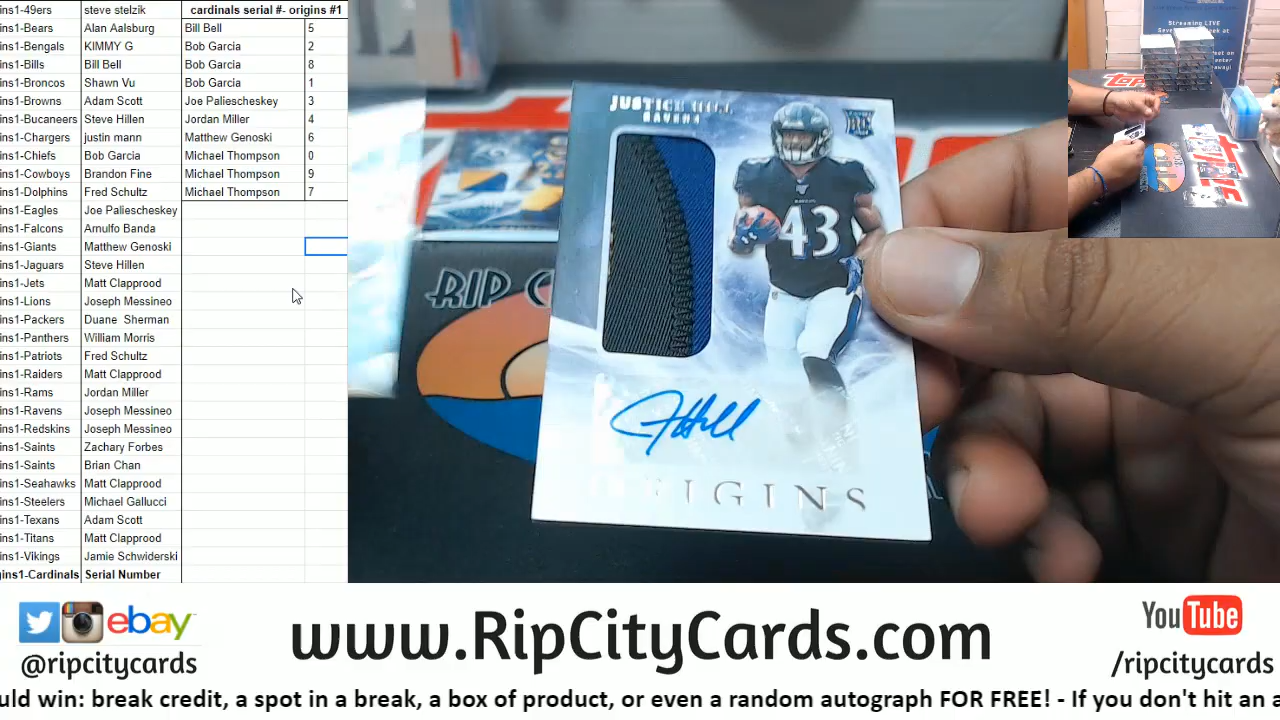 ins1-49ers steve stelzik cardinals serial #- origins #1
ins1-Bears Alan Aalsburg Bill Bell 5
ins1-Bengals KIMMY G Bob Garcia 2
ins1-Bills Bill Bell Bob Garcia 8
ins1-Broncos Shawn Vu Bob Garcia 1
ins1-Browns Adam Scott Joe Paliescheskey 3
ins1-Bucaneers Steve Hillen Jordan Miller 4
ins1-Chargers justin mann Matthew Genoski 6
ins1-Chiefs Bob Garcia Michael Thompson 0
ins1-Cowboys Brandon Fine Michael Thompson 9
ins1-Dolphins Fred Schultz Michael Thompson 7
ins1-Eagles Joe Paliescheskey
ins1-Falcons Arnulfo Banda
ins1-Giants Matthew Genoski
ins1-Jaguars Steve Hillen
ins1-Jets Matt Clapprood
ins1-Lions Joseph Messineo
ins1-Packers Duane Sherman
ins1-Panthers William Morris
ins1-Patriots Fred Schultz
ins1-Raiders Matt Clapprood
ins1-Rams Jordan Miller
ins1-Ravens Joseph Messineo
ins1-Redskins Joseph Messineo
ins1-Saints Zachary Forbes
ins1-Saints Brian Chan
ins1-Seahawks Matt Clapprood
ins1-Steelers Michael Gallucci
ins1-Texans Adam Scott
ins1-Titans Matt Clapprood
ins1-Vikings Jamie Schwiderski
gins1-Cardinals Serial Number
JUSTICE HILL
RAVENS
43
RIP C
ORIGINS
Streaming LIVE
ebay
@ripcitycards
www.RipCityCards.com
YouTube
/ripcitycards
uld win: break credit, a spot in a break, a box of product, or even a random autograph FOR FREE! - If you don't hit an a